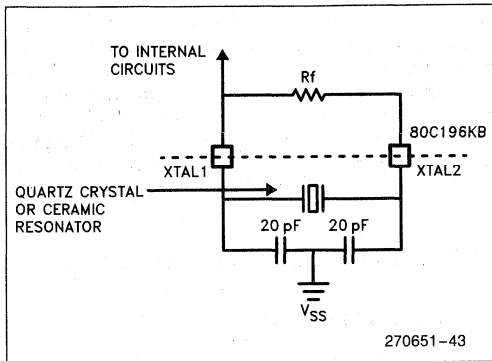 TO INTERNAL
CIRCUITS
Rf
80C196KB
XTAL1
XTAL2
QUARTZ CRYSTAL
OR CERAMIC
RESONATOR
20 pF
20 pF
VSS
270651-43